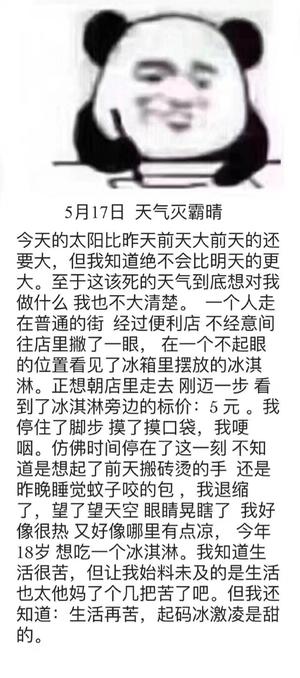 5月17日 天气灭霸晴
今天的太阳比昨天前天大前天的还
要大，但我知道绝不会比明天的更
大。至于这该死的天气到底想对我
做什么 我也不大清楚。 一个人走
在普通的街 经过便利店 不经意间
往店里撇了一眼， 在一个不起眼
的位置看见了冰箱里摆放的冰淇
淋。正想朝店里走去 刚迈一步 看
到了冰淇淋旁边的标价：5 元 。我
停住了脚步 摸了摸口袋，我哽
咽。仿佛时间停在了这一刻 不知
道是想起了前天搬砖烫的手 还是
昨晚睡觉蚊子咬的包 ，我退缩
了，望了望天空 眼睛晃瞎了 我好
像很热 又好像哪里有点凉， 今年
18岁 想吃一个冰淇淋。我知道生
活很苦，但让我始料未及的是生活
也太他妈了个几把苦了吧。但我还
知道：生活再苦，起码冰激凌是甜
的。